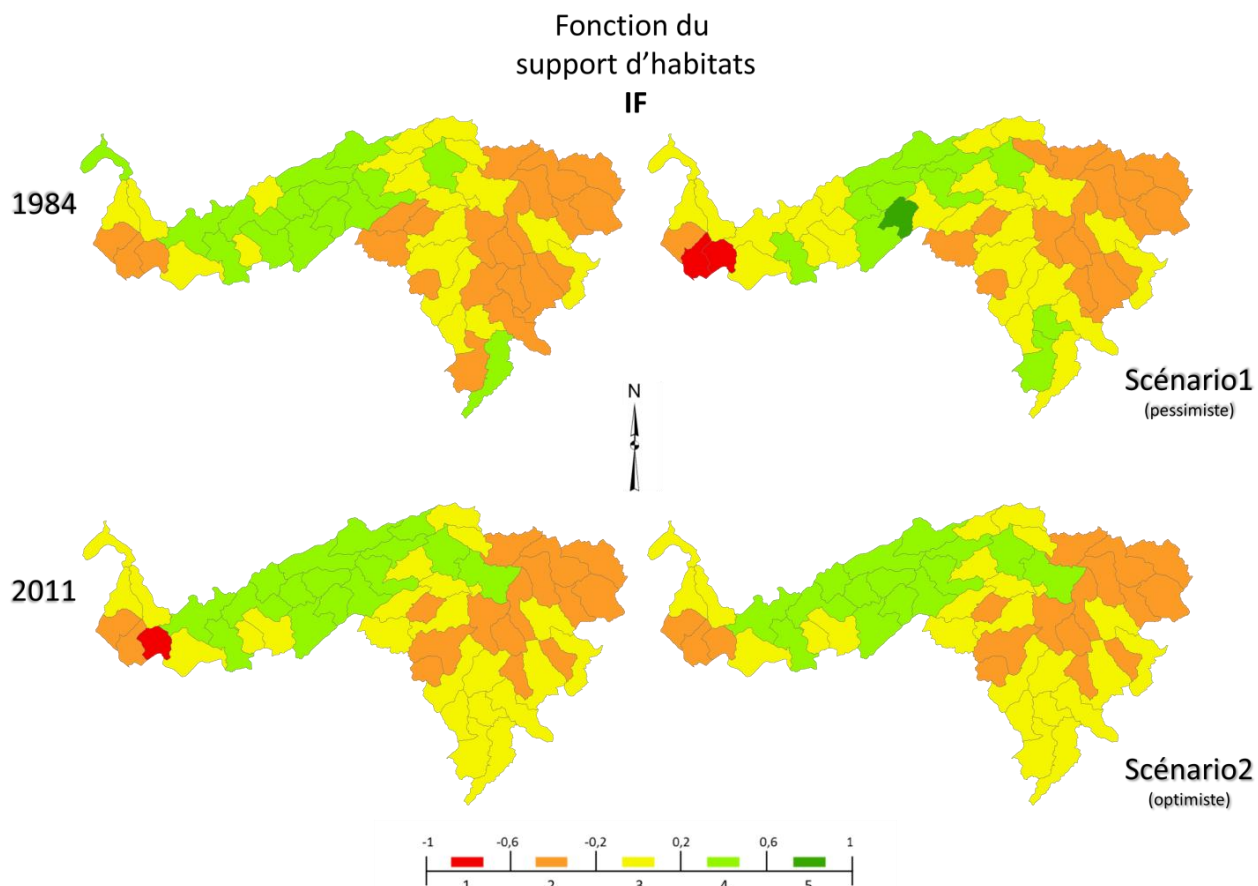 Fonction du
support d'habitats
IF
1984
Scénario1
(pessimiste)
N
2011
Scénario2
(optimiste)
-1 -0,6 -0,2 0,2 0,6 1
1 2 3 4 5